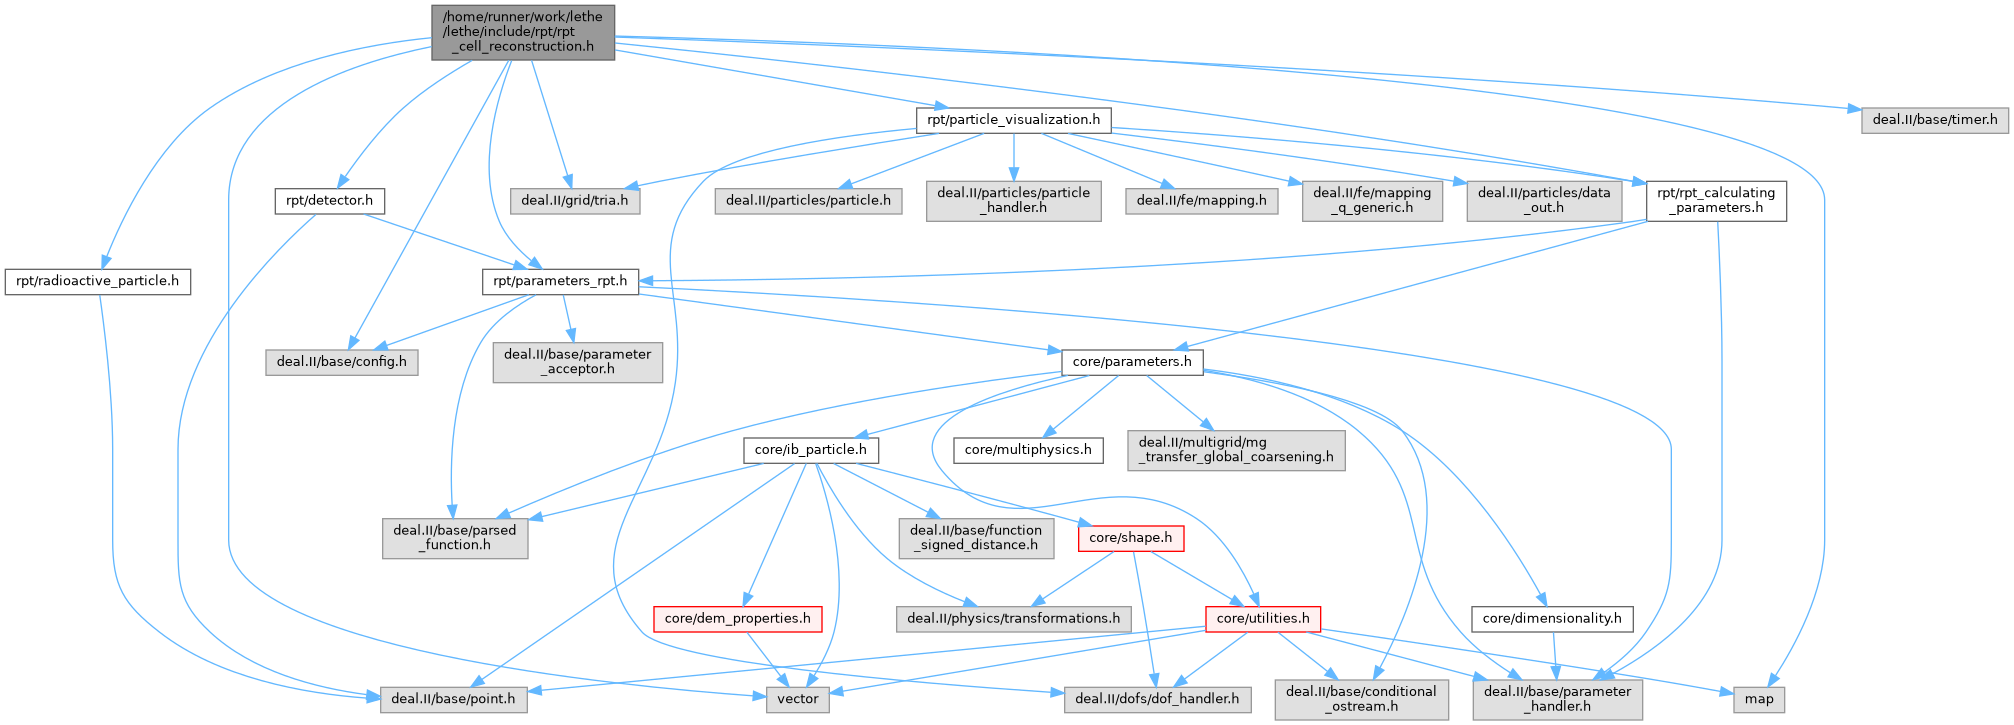 /home/runner/work/lethe
/lethe/include/rpt/rpt
_cell_reconstruction.h
rpt/particle_visualization.h
deal.II/base/timer.h
rpt/detector.h
deal.II/grid/tria.h
deal.II/particles/particle.h
deal.II/particles/particle
_handler.h
deal.II/fe/mapping.h
deal.II/fe/mapping
_q_generic.h
deal.II/particles/data
_out.h
rpt/rpt_calculating
_parameters.h
rpt/radioactive_particle.h
rpt/parameters_rpt.h
deal.II/base/config.h
deal.II/base/parameter
_acceptor.h
core/parameters.h
core/ib_particle.h
core/multiphysics.h
deal.II/multigrid/mg
_transfer_global_coarsening.h
deal.II/base/parsed
_function.h
deal.II/base/function
_signed_distance.h
core/shape.h
core/dem_properties.h
deal.II/physics/transformations.h
core/utilities.h
core/dimensionality.h
deal.II/base/point.h
vector
deal.II/dofs/dof_handler.h
deal.II/base/conditional
_ostream.h
deal.II/base/parameter
_handler.h
map